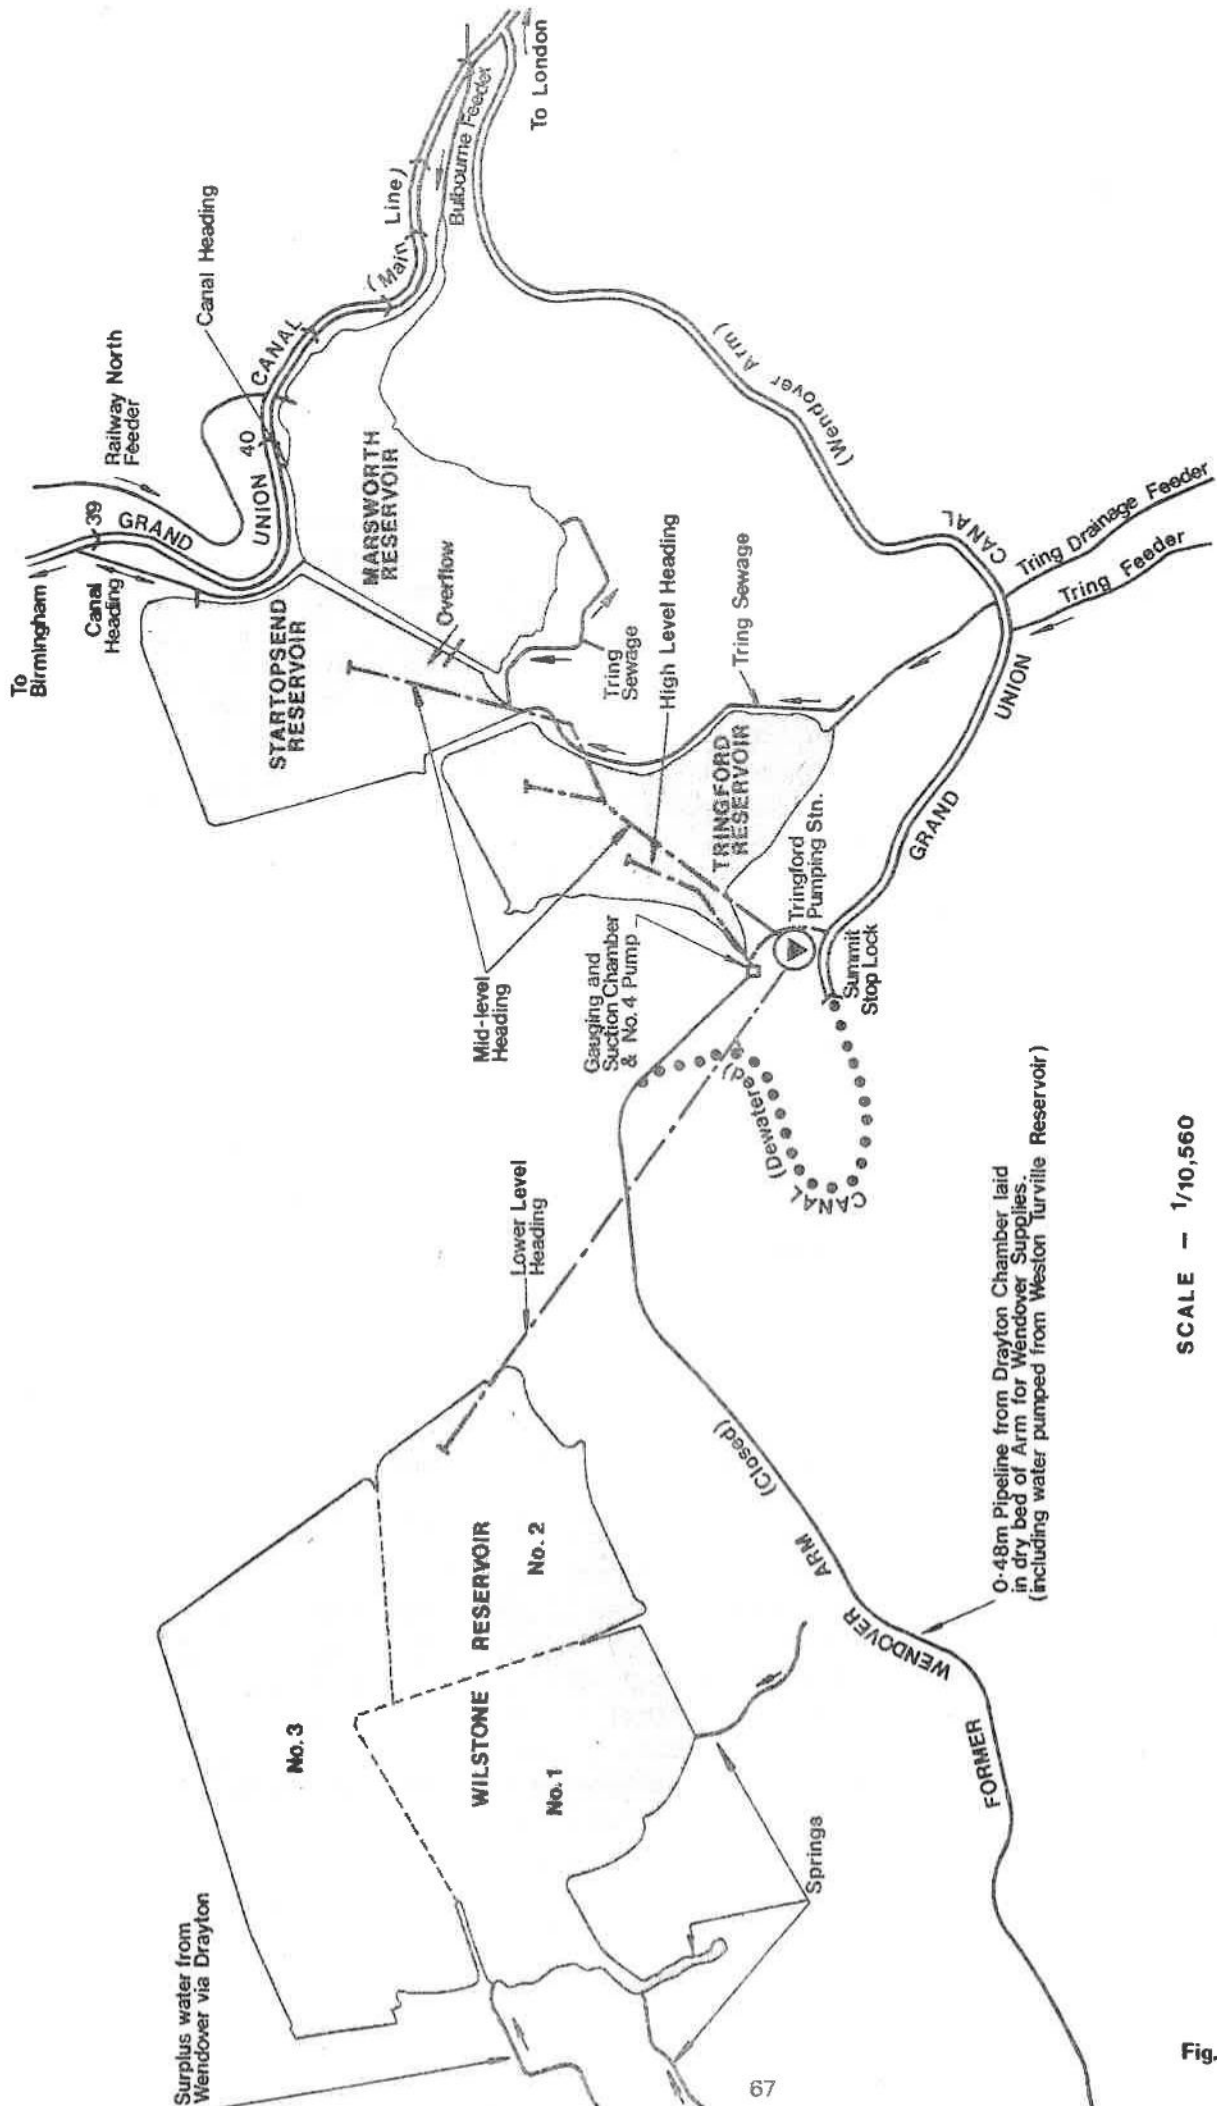 Surplus water from
Wendover via Drayton
No. 3
WILSTONE RESERVOIR
No. 1
No. 2
Springs
FORMER
WENDOVER
ARM
(Closed)
0·48m Pipeline from Drayton Chamber laid
in dry bed of Arm for Wendover Supplies.
(including water pumped from Weston Turville Reservoir)
Lower Level
Heading
CANAL (Dewatered)
Mid-level
Heading
Gauging and
Suction Chamber
& No. 4 Pump
Tringford
Pumping Stn.
Summit
Stop Lock
TRINGFORD
RESERVOIR
High Level Heading
Tring Sewage
Tring
Sewage
Overflow
STARTOPSEND
RESERVOIR
MARSWORTH
RESERVOIR
To
Birmingham
Canal
Heading
39
GRAND
UNION
40
CANAL
(Main
Line)
Railway North
Feeder
Canal Heading
Bulbourne Feeder
To London
(Wendover Arm)
CANAL
UNION
GRAND
Tring Drainage Feeder
Tring Feeder
SCALE — 1/10,560
Fig.
67